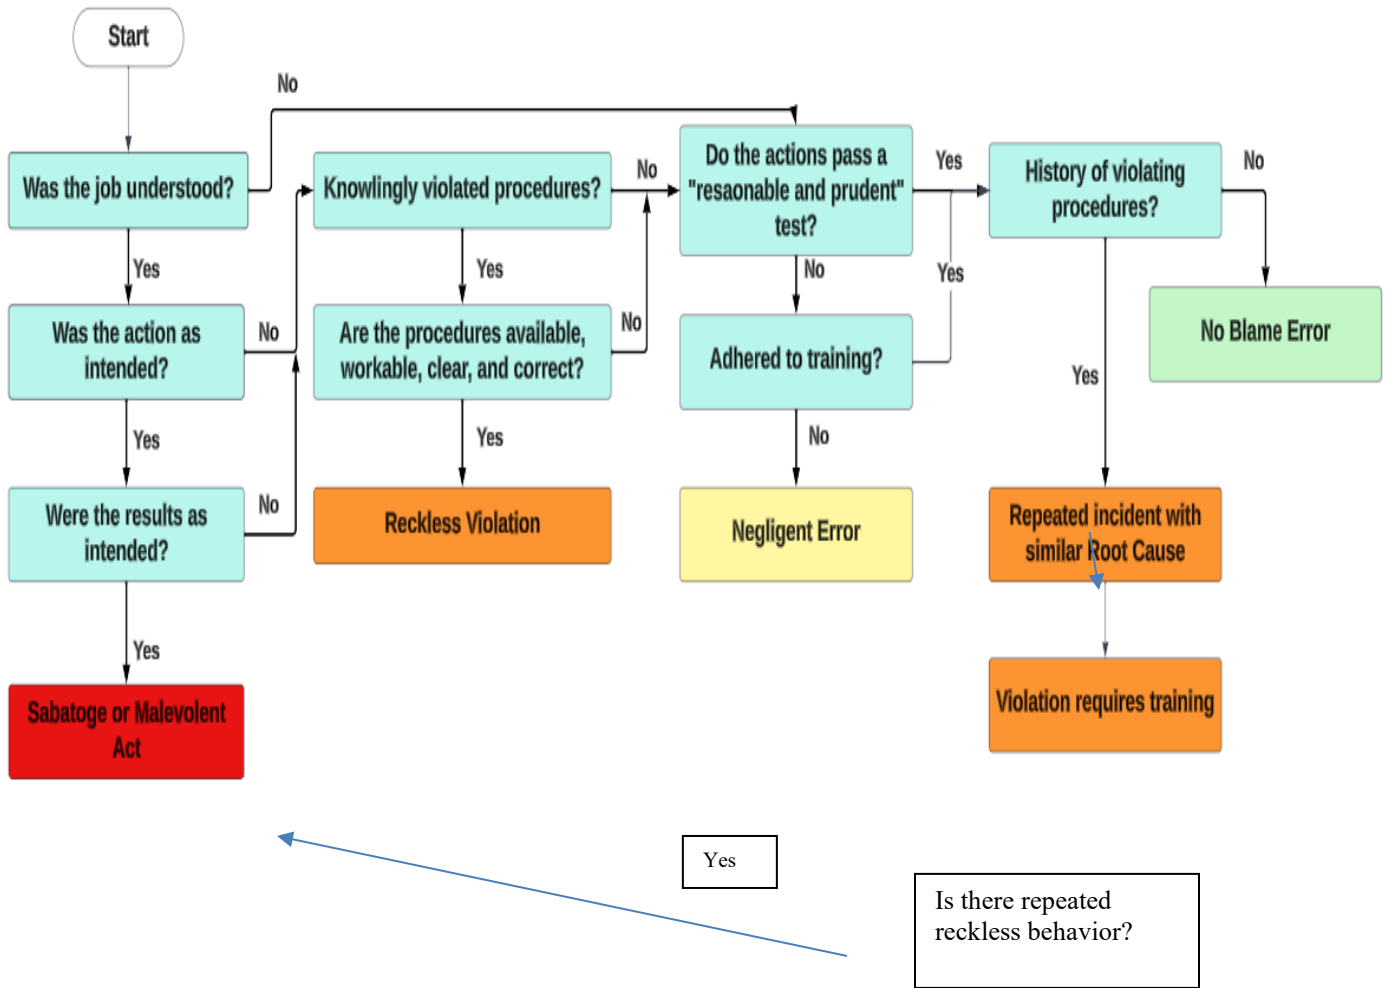 Start
No
Was the job understood?
Yes
Was the action as
intended?
No
Yes
Were the results as
intended?
No
Yes
Sabatoge or Malevolent
Act
Knowlingly violated procedures?
No
Yes
Are the procedures available,
workable, clear, and correct?
No
Yes
Reckless Violation
Do the actions pass a
"resaonable and prudent"
test?
Yes
No
Adhered to training?
Yes
No
Negligent Error
History of violating
procedures?
No
No Blame Error
Yes
Repeated incident with
similar Root Cause
Violation requires training
Yes
Is there repeated
reckless behavior?